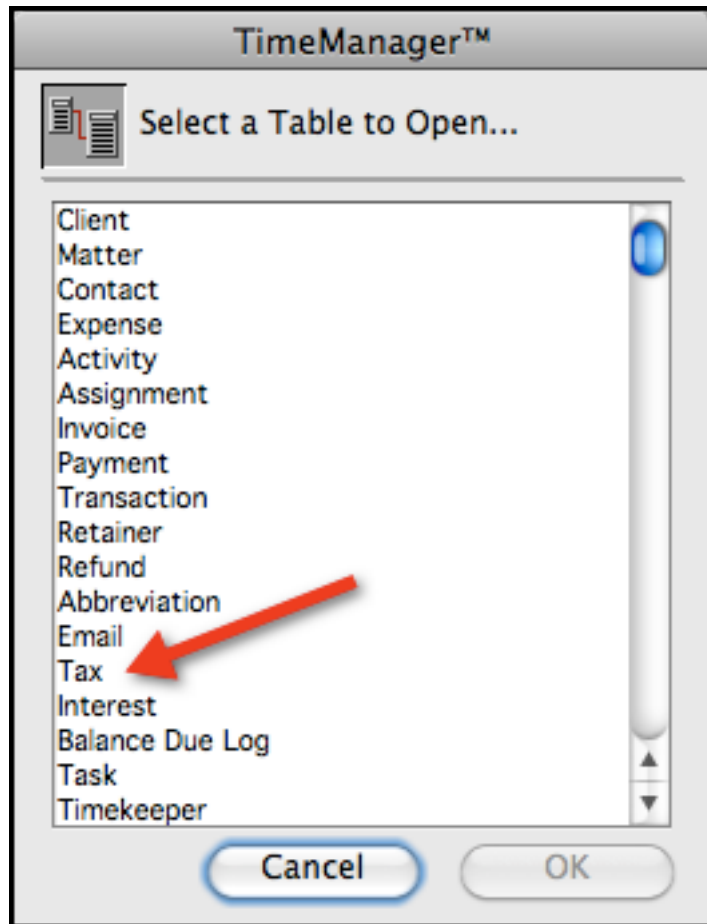 TimeManager™
Select a Table to Open...
Client
Matter
Contact
Expense
Activity
Assignment
Invoice
Payment
Transaction
Retainer
Refund
Abbreviation
Email
Tax
Interest
Balance Due Log
Task
Timekeeper
Cancel OK